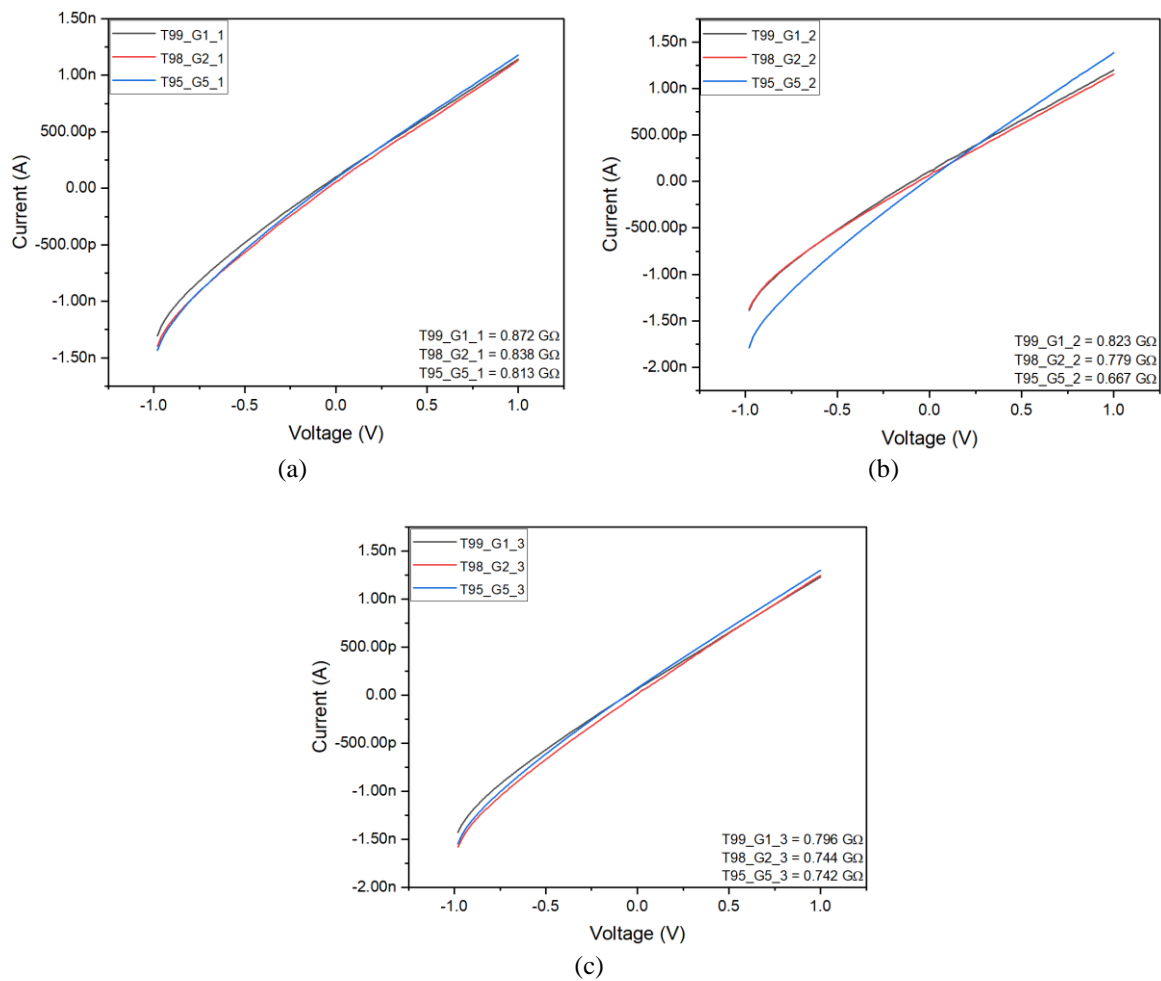 1.50n
1.00n
500.00p
0.00
-500.00p
-1.00n
-1.50n
Current (A)
T99_G1_1
T98_G2_1
T95_G5_1
T99_G1_1 = 0.872 GΩ
T98_G2_1 = 0.838 GΩ
T95_G5_1 = 0.813 GΩ
-1.0 -0.5 0.0 0.5 1.0
Voltage (V)
(a)
1.50n
1.00n
500.00p
0.00
-500.00p
-1.00n
-1.50n
-2.00n
Current (A)
T99_G1_2
T98_G2_2
T95_G5_2
T99_G1_2 = 0.823 GΩ
T98_G2_2 = 0.779 GΩ
T95_G5_2 = 0.667 GΩ
-1.0 -0.5 0.0 0.5 1.0
Voltage (V)
(b)
1.50n
1.00n
500.00p
0.00
-500.00p
-1.00n
-1.50n
-2.00n
Current (A)
T99_G1_3
T98_G2_3
T95_G5_3
T99_G1_3 = 0.796 GΩ
T98_G2_3 = 0.744 GΩ
T95_G5_3 = 0.742 GΩ
-1.0 -0.5 0.0 0.5 1.0
Voltage (V)
(c)